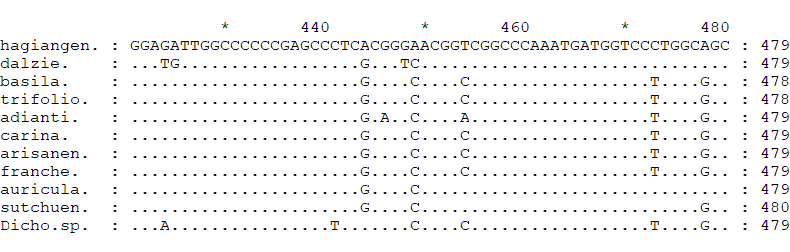 * 440 * 460 * 480
hagiangen. : GGAGATTGGCCCCCCGAGCCCTCACGGGAACGGTCGGCCCAAATGATGGTCCCTGGCAGC : 479
dalzie. : ...TG..................G...TC............................... : 479
basila. : .......................G....C....C..................T....G.. : 478
trifolio. : .......................G....C....C..................T....G.. : 478
adianti. : .......................G.A..C....A..................T....G.. : 479
carina. : .......................G....C....C..................T....G.. : 479
arisanen. : .......................G....C....C..................T....G.. : 479
franche. : .......................G....C....C..................T....G.. : 479
auricula. : .......................G....C............................... : 479
sutchuen. : .......................G....C............................G.. : 480
Dicho.sp. : ...A................T.......C....C..................T....G.. : 479